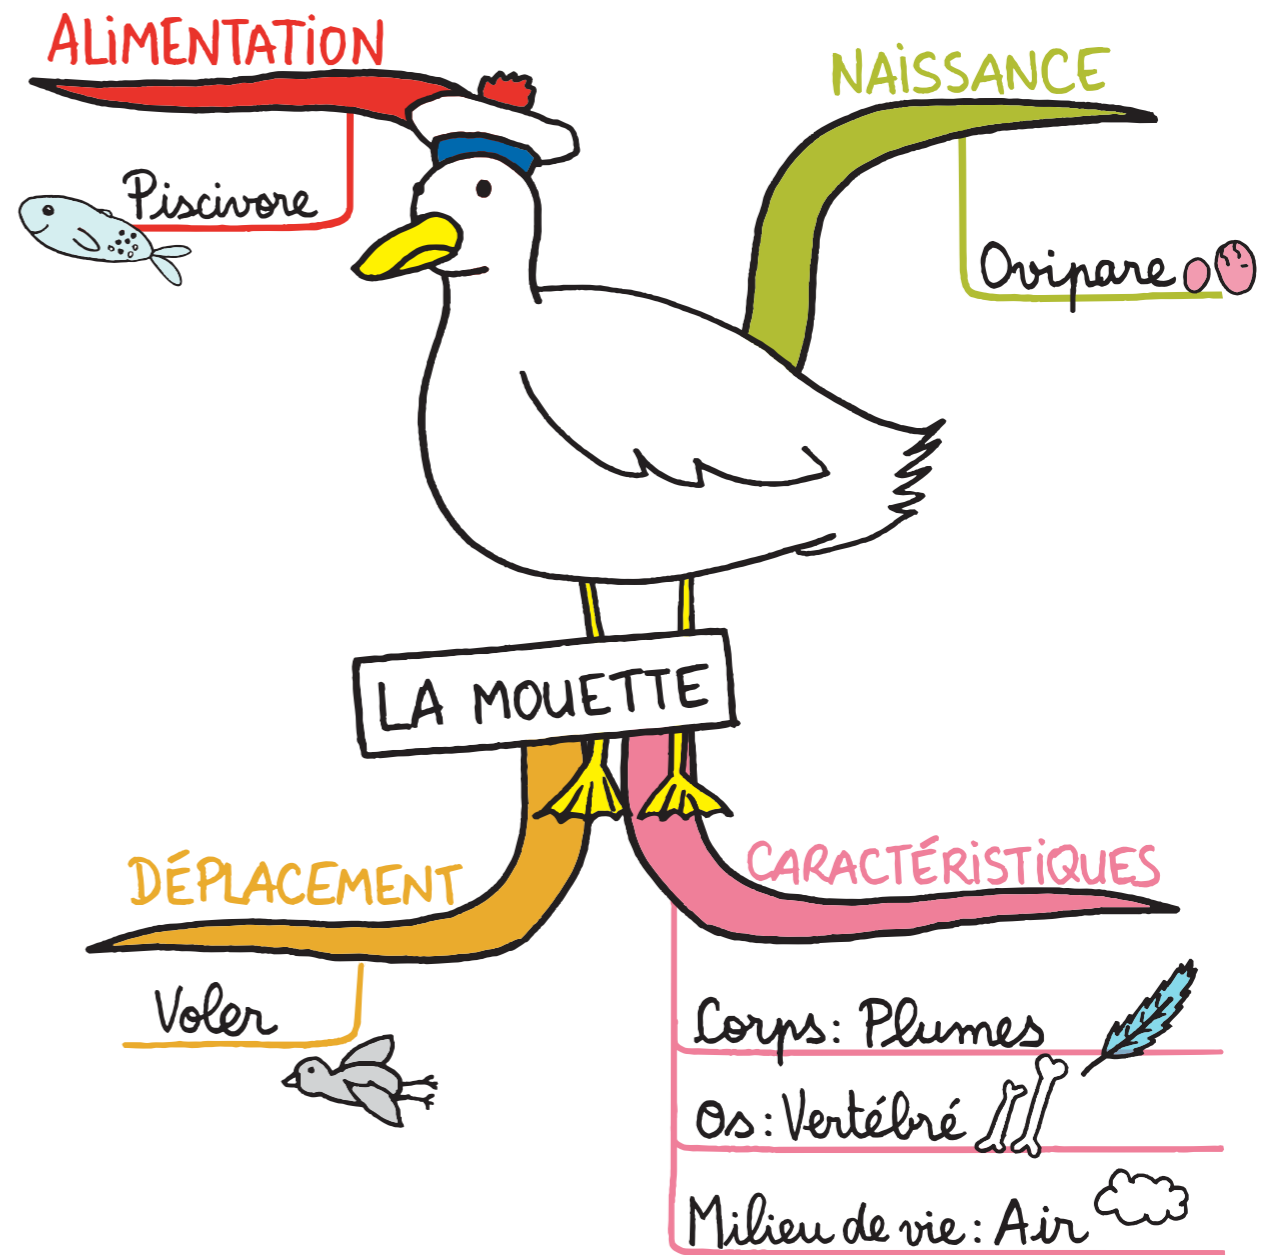 ALiMENTATiON
Piscivore
NAiSSANCE
Ovipare
LA MOUETTE
DÉPLACEMENT
Voler
CARACTÉRiSTiQUES
Corps : Plumes
Os : Vertébré
Milieu de vie : Air